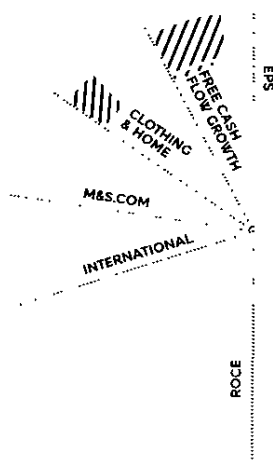 EPS
FREE CASH
FLOW GROWTH
CLOTHING
& HOME
M&S.COM
INTERNATIONAL
ROCE